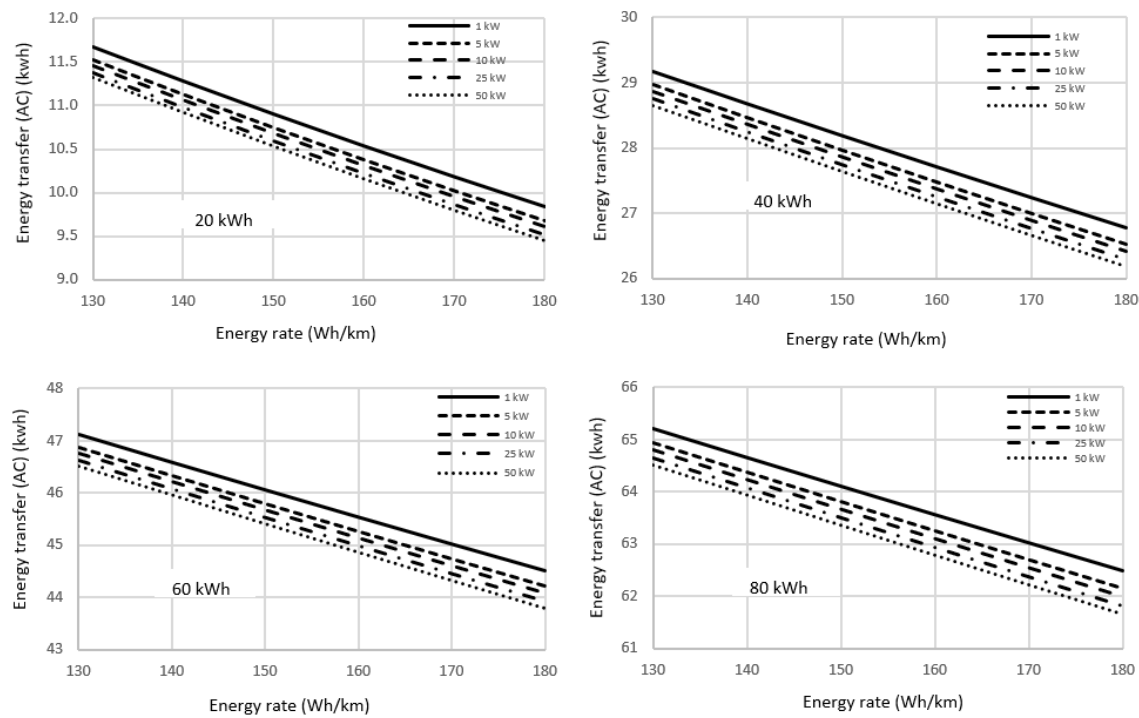 Energy transfer (AC) (kwh)
12.0
11.5
11.0
10.5
10.0
9.5
9.0
1 kW
5 kW
10 kW
25 kW
50 kW
20 kWh
130 140 150 160 170 180
Energy rate (Wh/km)
Energy transfer (AC) (kwh)
30
29
28
27
26
1 kW
5 kW
10 kW
25 kW
50 kW
40 kWh
130 140 150 160 170 180
Energy rate (Wh/km)
Energy transfer (AC) (kwh)
48
47
46
45
44
43
1 kW
5 kW
10 kW
25 kW
50 kW
60 kWh
130 140 150 160 170 180
Energy rate (Wh/km)
Energy transfer (AC) (kwh)
66
65
64
63
62
61
1 kW
5 kW
10 kW
25 kW
50 kW
80 kWh
130 140 150 160 170 180
Energy rate (Wh/km)